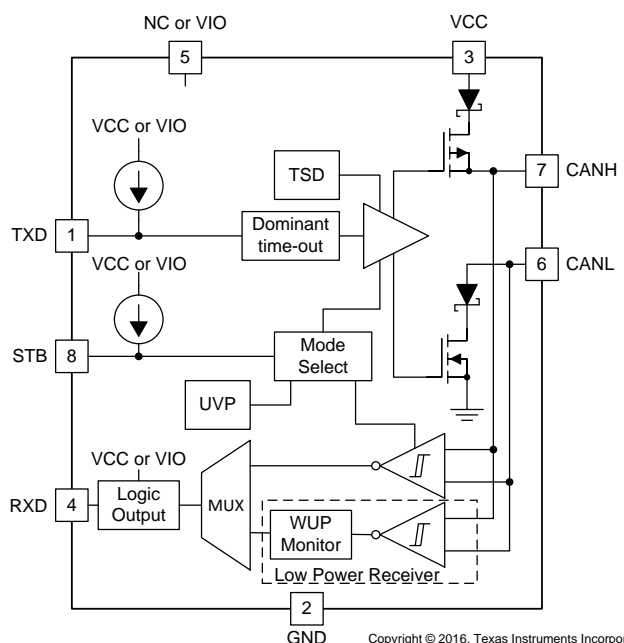 NC or VIO
VCC
5
3
VCC or VIO
TSD
7
CANH
TXD
1
Dominant
time-out
VCC or VIO
6
CANL
STB
8
Mode
Select
UVP
VCC or VIO
RXD
4
Logic
Output
MUX
WUP
Monitor
Low Power Receiver
2
GND
Copyright © 2016, Texas Instruments Incorpor